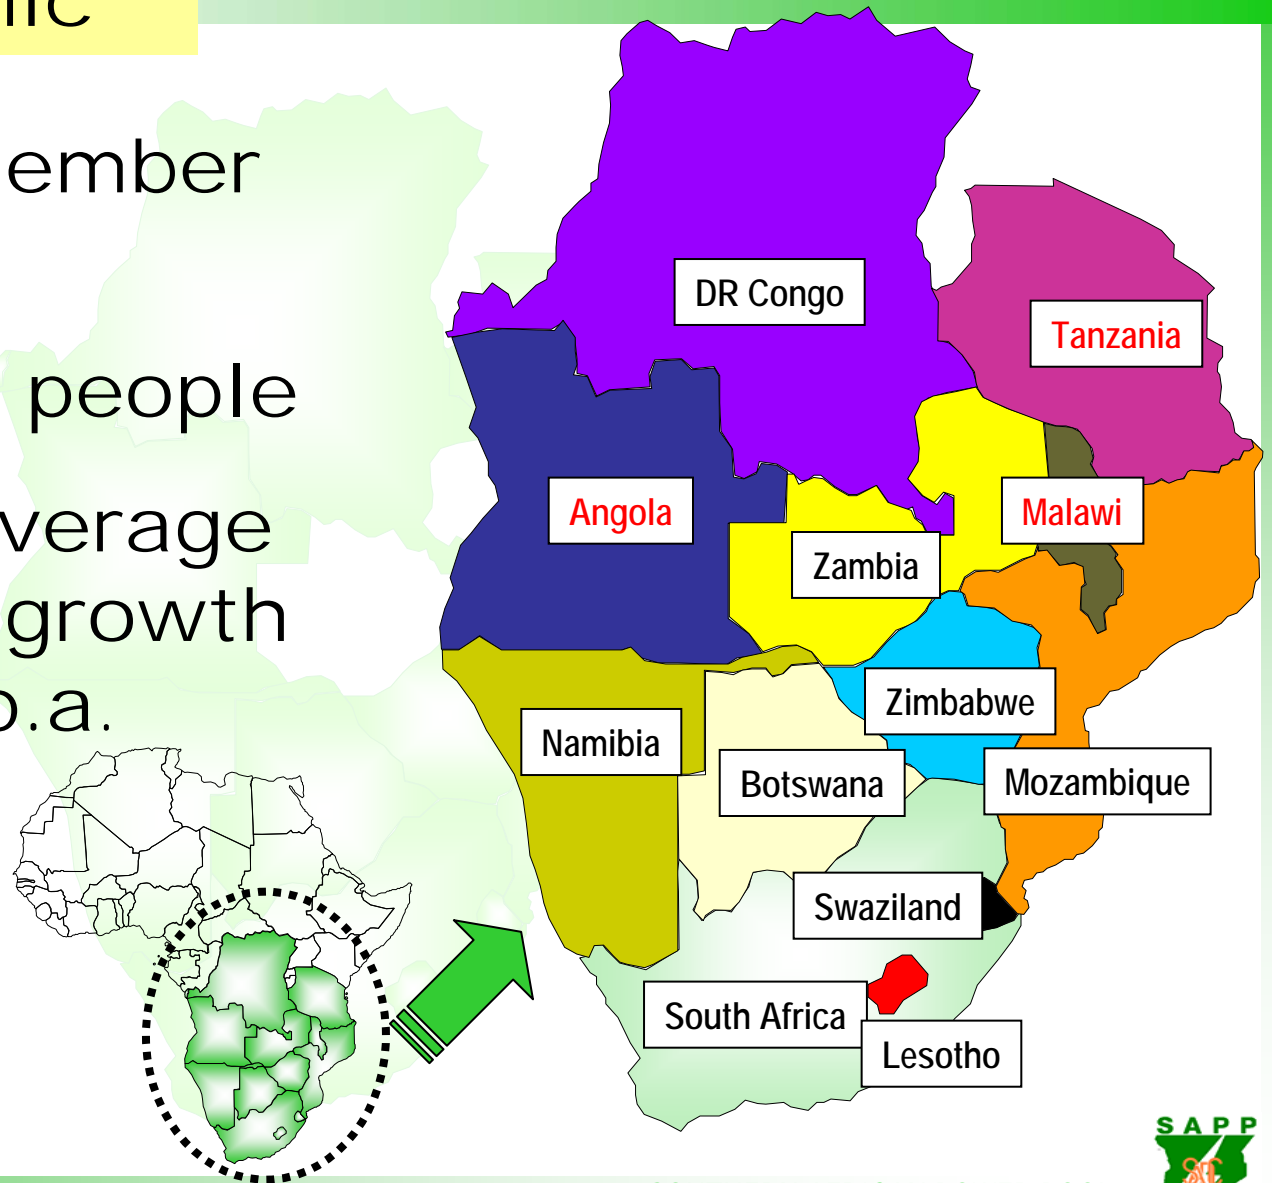 ember
people
verage
growth
p.a.
DR Congo
Tanzania
Angola
Malawi
Zambia
Zimbabwe
Namibia
Botswana
Mozambique
Swaziland
South Africa
Lesotho
SAPP